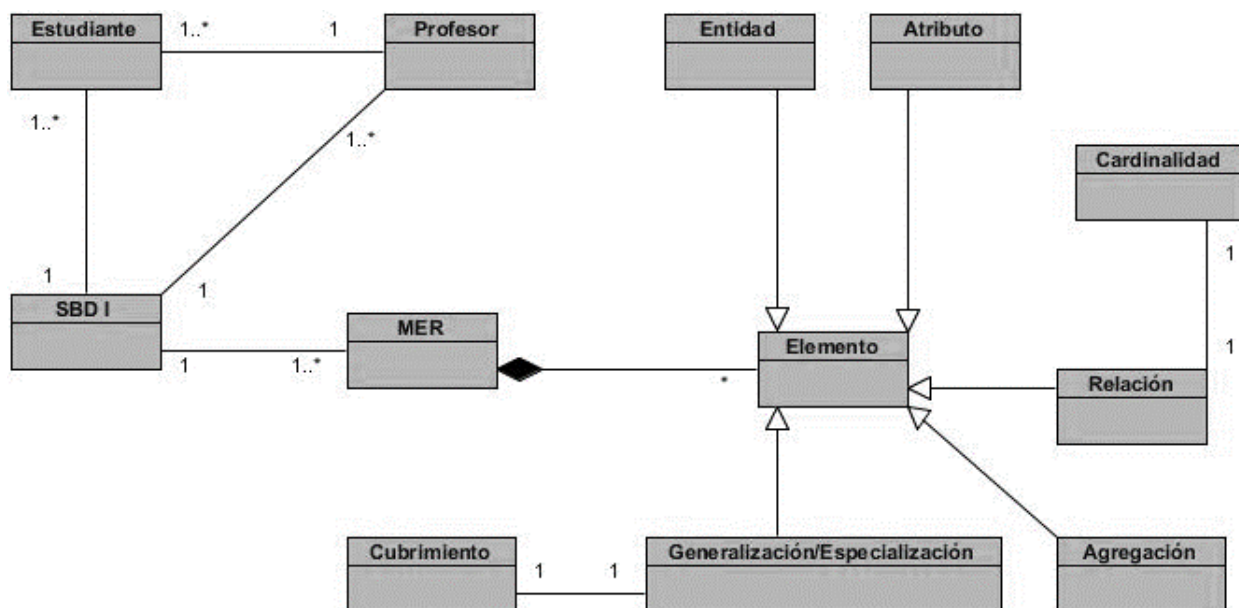 Estudiante
1..*
1
Profesor
Entidad
Atributo
1..*
1..*
Cardinalidad
1
1
1
SBD I
MER
Elemento
1
1..*
*
1
Relación
Cubrimiento
1
1
Generalización/Especialización
Agregación